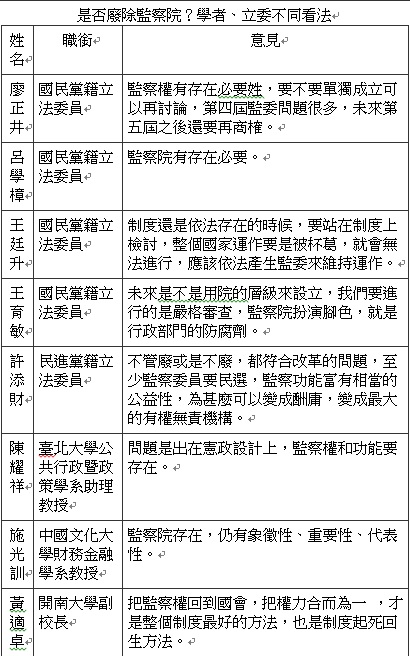 是否廢除監察院？學者、立委不同看法
姓名 職銜 意見
廖正井 國民黨籍立法委員 監察權有存在必要姓，要不要單獨成立可
以再討論，第四屆監委問題很多，未來第
五屆之後還要再商榷。
呂學樟 國民黨籍立法委員 監察院有存在必要。
王廷升 國民黨籍立法委員 制度還是依法存在的時候，要站在制度上
檢討，整個國家運作要是被杯葛，就會無
法進行，應該依法產生監委來維持運作。
王育敏 國民黨籍立法委員 未來是不是用院的層級來設立，我們要進
行的是嚴格審查，監察院扮演腳色，就是
行政部門的防腐劑。
許添財 民進黨籍立法委員 不管廢或是不廢，都符合改革的問題，至
少監察委員要民選，監察功能富有相當的
公益性，為甚麼可以變成酬庸，變成最大
的有權無責機構。
陳耀祥 臺北大學公共行政暨政策學系助理教授 問題是出在憲政設計上，監察權和功能要
存在。
施光訓 中國文化大學財務金融學系教授 監察院存在，仍有象徵性、重要性、代表
性。
黃適卓 開南大學副校長 把監察權回到國會，把權力合而為一 ，才
是整個制度最好的方法，也是制度起死回
生方法。